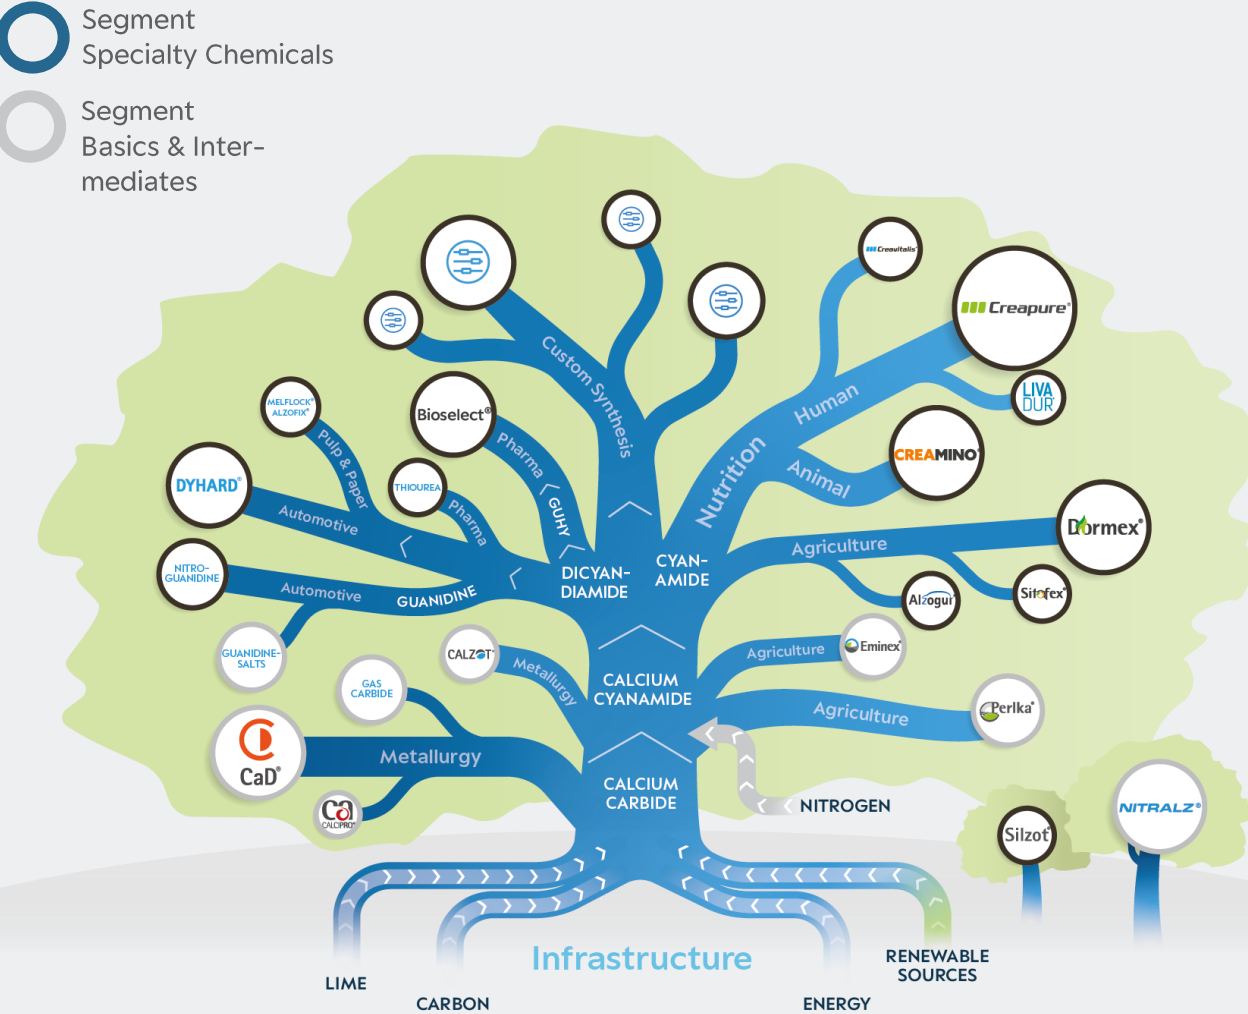 Segment
Specialty Chemicals
Segment
Basics & Inter-
mediates
Creavitalis®
Creapure®
LIVA
DUR®
Custom Synthesis
Human
Nutrition
Animal
CREAMINO®
MELFLOCK®
ALZOFIX®
Pulp & Paper
Bioselect®
Pharma
GUHY
DYHARD®
Automotive
THIOUREA
Pharma
NITRO-
GUANIDINE
Automotive
GUANIDINE
GUANIDINE-
SALTS
DICYAN-
DIAMIDE
CYAN-
AMIDE
Agriculture
Dormex®
Alzogur®
Sitofex®
CALZOT®
Metallurgy
CALCIUM
CYANAMIDE
Agriculture
Eminex®
Agriculture
Perlka®
GAS
CARBIDE
CaD®
Metallurgy
ca
CALCIPRO®
CALCIUM
CARBIDE
NITROGEN
Silzot®
NITRALZ®
Infrastructure
LIME
CARBON
ENERGY
RENEWABLE
SOURCES